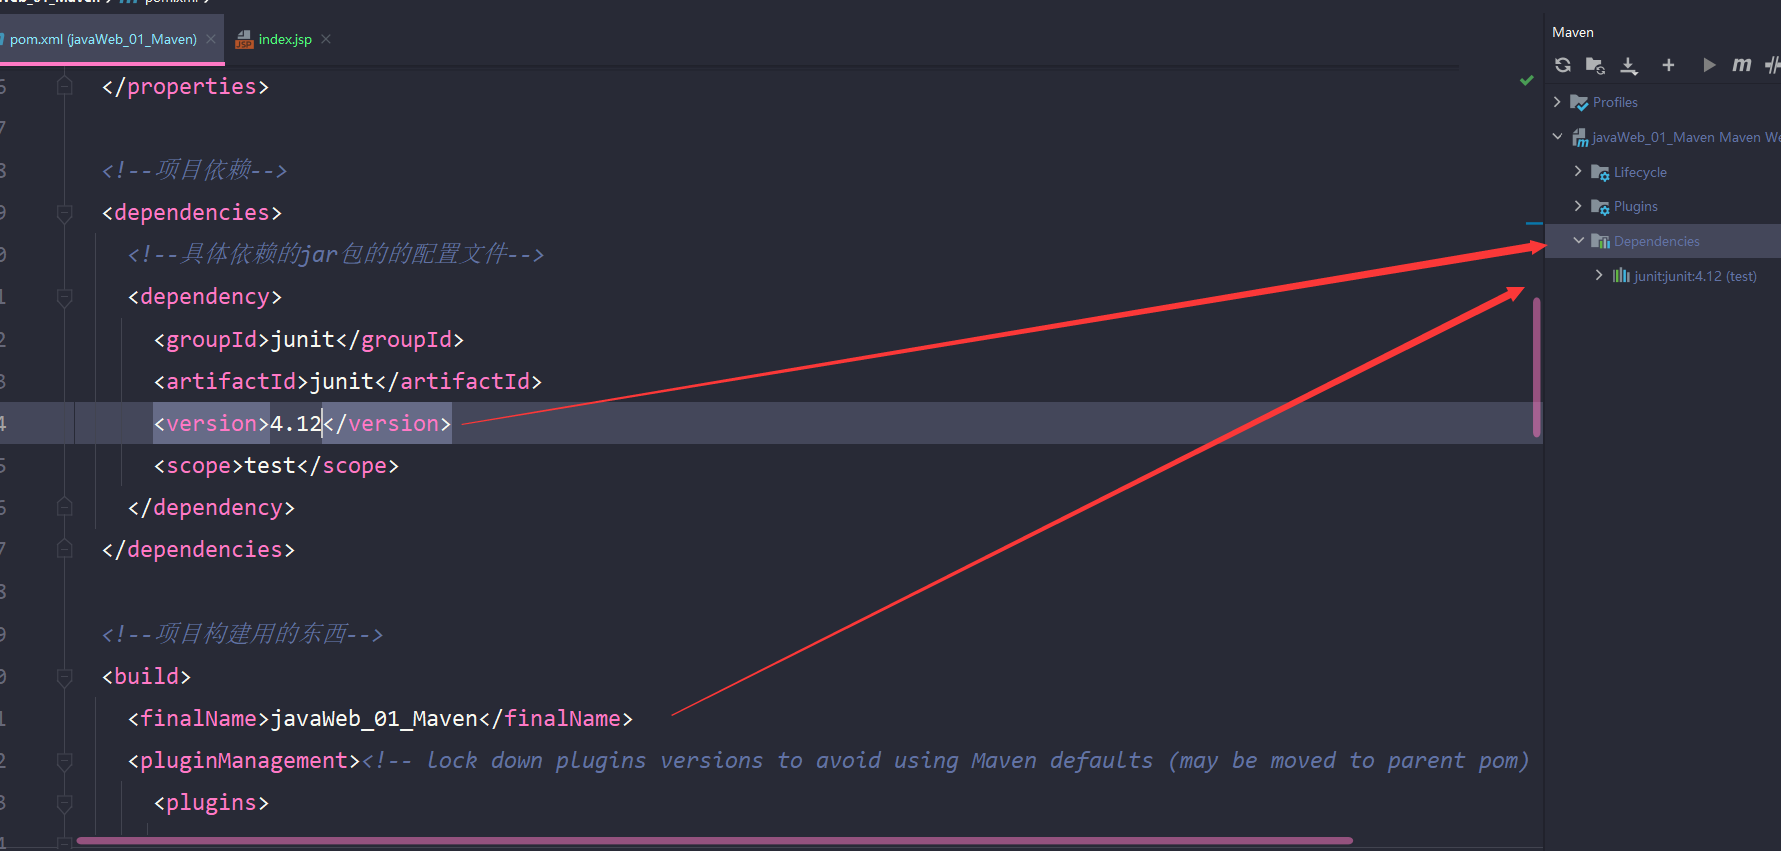 pom.xml (javaWeb_01_Maven)
index.jsp
</properties>
<!--项目依赖-->
<dependencies>
<!--具体依赖的jar包的的配置文件-->
<dependency>
<groupId>junit</groupId>
<artifactId>junit</artifactId>
<version>4.12</version>
<scope>test</scope>
</dependency>
</dependencies>
<!--项目构建用的东西-->
<build>
<finalName>javaWeb_01_Maven</finalName>
<pluginManagement><!-- lock down plugins versions to avoid using Maven defaults (may be moved to parent pom)
<plugins>
Maven
Profiles
javaWeb_01_Maven Maven We
Lifecycle
Plugins
Dependencies
junit:junit:4.12 (test)